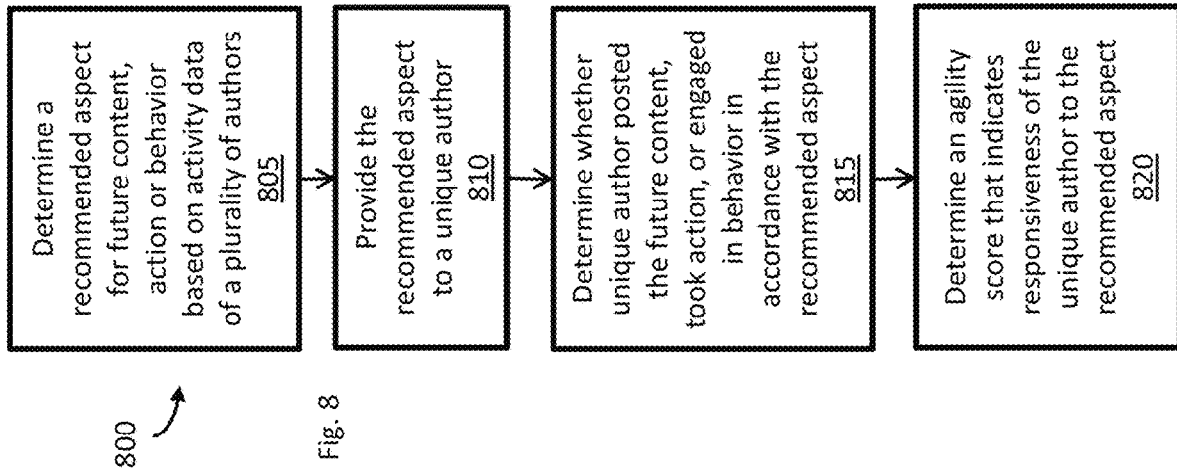 800
Determine a
recommended aspect
for future content,
action or behavior
based on activity data
of a plurality of authors
805
Provide the
recommended aspect
to a unique author
810
Determine whether
unique author posted
the future content,
took action, or engaged
in behavior in
accordance with the
recommended aspect
815
Determine an agility
score that indicates
responsiveness of the
unique author to the
recommended aspect
820
Fig. 8